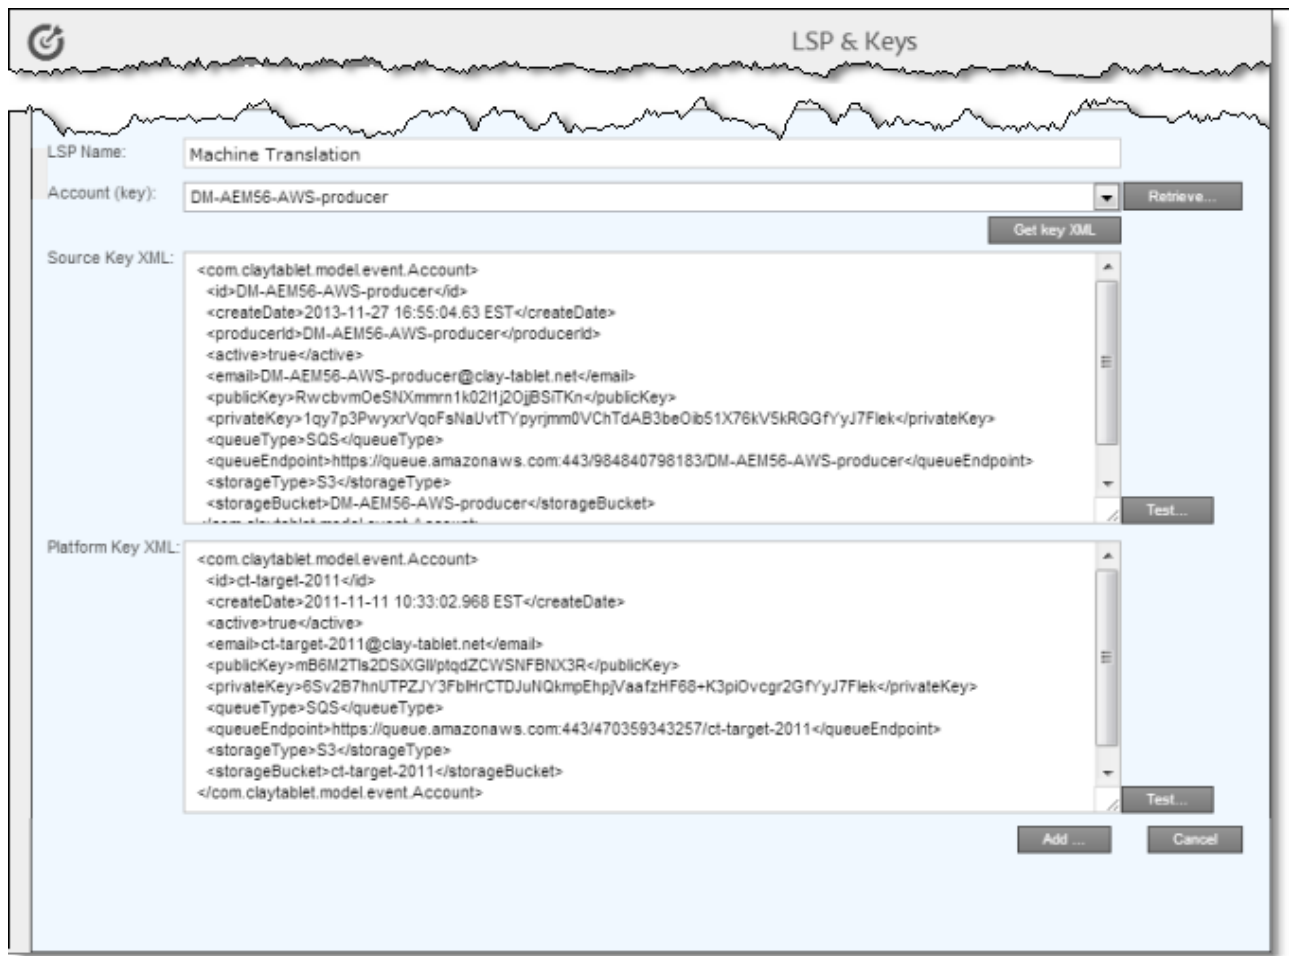 LSP & Keys
LSP Name:
Machine Translation
Account (key):
DM-AEM56-AWS-producer
Retrieve...
Get key XML
Source Key XML:
<com.claytablet.model.event.Account>
<id>DM-AEM56-AWS-producer</id>
<createDate>2013-11-27 16:55:04.63 EST</createDate>
<producerId>DM-AEM56-AWS-producer</producerId>
<active>true</active>
<email>DM-AEM56-AWS-producer@clay-tablet.net</email>
<publicKey>RwcbvmOeSNXmmrn1k02I1j2OjjBSiTKn</publicKey>
<privateKey>1qy7p3PwyxrVqoFsNaUvtTYpyrjmm0VChTdAB3beOib51X76kV5kRGGfYyJ7Flek</privateKey>
<queueType>SQS</queueType>
<queueEndpoint>https://queue.amazonaws.com:443/984840798183/DM-AEM56-AWS-producer</queueEndpoint>
<storageType>S3</storageType>
<storageBucket>DM-AEM56-AWS-producer</storageBucket>
</com.claytablet.model.event.Account>
Test...
Platform Key XML:
<com.claytablet.model.event.Account>
<id>ct-target-2011</id>
<createDate>2011-11-11 10:33:02.968 EST</createDate>
<active>true</active>
<email>ct-target-2011@clay-tablet.net</email>
<publicKey>mB6M2TIs2DSiXGII/ptqdZCWSNFBNX3R</publicKey>
<privateKey>6Sv2B7hnUTPZJY3FbIHrCTDJuNQkmpEhpjVaafzHF68+K3piOvcgr2GfYyJ7Flek</privateKey>
<queueType>SQS</queueType>
<queueEndpoint>https://queue.amazonaws.com:443/470359343257/ct-target-2011</queueEndpoint>
<storageType>S3</storageType>
<storageBucket>ct-target-2011</storageBucket>
</com.claytablet.model.event.Account>
Test...
Add ...
Cancel